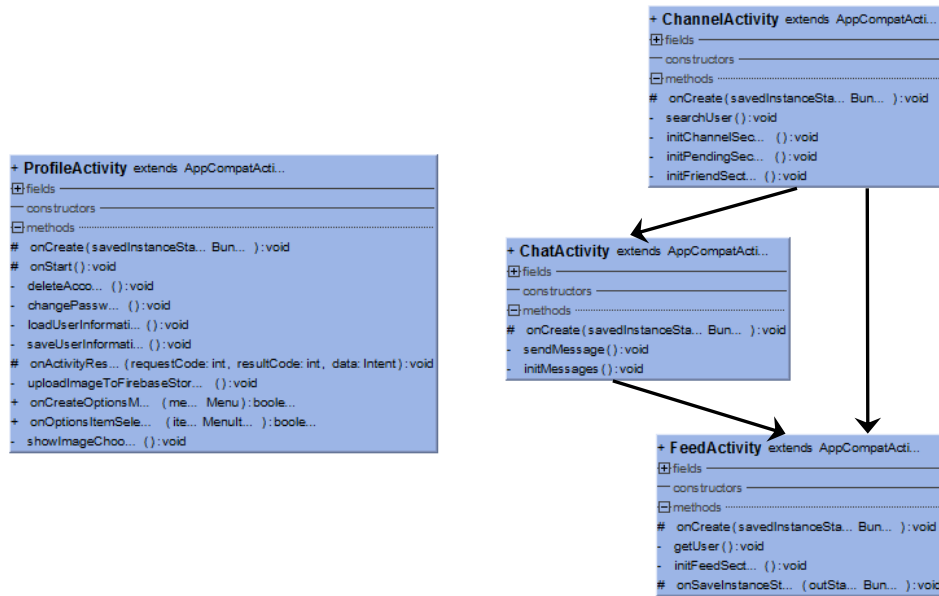 + ChannelActivity extends AppCompatActi...
fields
constructors
methods
# onCreate(savedInstanceSta... Bun... ):void
- searchUser():void
- initChannelSec... ():void
- initPendingSec... ():void
- initFriendSect... ():void
+ ProfileActivity extends AppCompatActi...
fields
constructors
methods
# onCreate(savedInstanceSta... Bun... ):void
# onStart():void
- deleteAcco... ():void
- changePassw... ():void
- loadUserInformati... ():void
- saveUserInformati... ():void
# onActivityRes... (requestCode: int, resultCode: int, data: Intent):void
- uploadImageToFirebaseStor... ():void
+ onCreateOptionsM... (me... Menu):boole...
+ onOptionsItemSele... (ite... MenuIt... ):boole...
- showImageChoo... ():void
+ ChatActivity extends AppCompatActi...
fields
constructors
methods
# onCreate(savedInstanceSta... Bun... ):void
- sendMessage():void
- initMessages():void
+ FeedActivity extends AppCompatActi...
fields
constructors
methods
# onCreate(savedInstanceSta... Bun... ):void
- getUser():void
- initFeedSect... ():void
# onSaveInstanceSt... (outSta... Bun... ):void